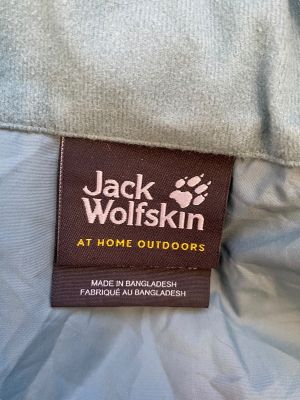 Jack
Wolfskin
AT HOME OUTDOORS
MADE IN BANGLADESH
FABRIQUÉ AU BANGLADESH